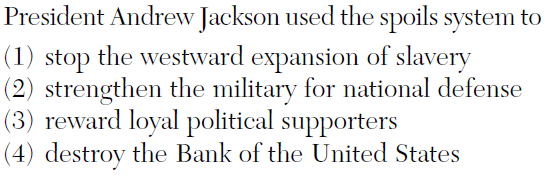 President Andrew Jackson used the spoils system to
(1) stop the westward expansion of slavery
(2) strengthen the military for national defense
(3) reward loyal political supporters
(4) destroy the Bank of the United States